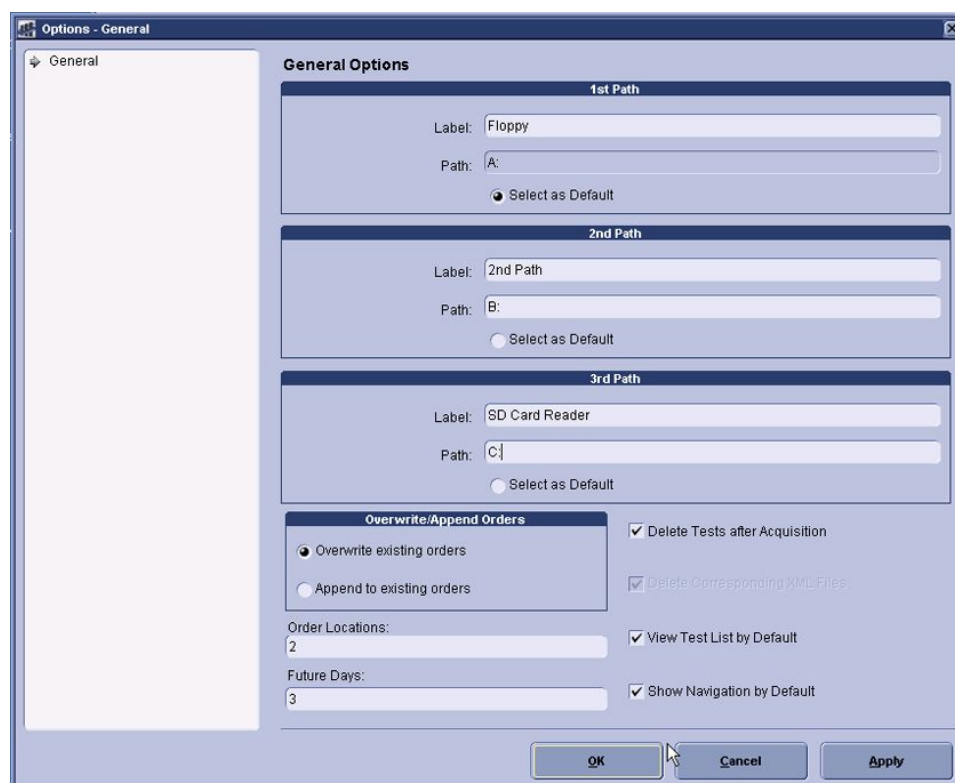 Options - General
General
General Options
1st Path
Label: Floppy
Path: A:
Select as Default
2nd Path
Label: 2nd Path
Path: B:
Select as Default
3rd Path
Label: SD Card Reader
Path: C:
Select as Default
Overwrite/Append Orders
Overwrite existing orders
Append to existing orders
Order Locations:
2
Future Days:
3
Delete Tests after Acquisition
Delete Corresponding XML Files
View Test List by Default
Show Navigation by Default
OK
Cancel
Apply